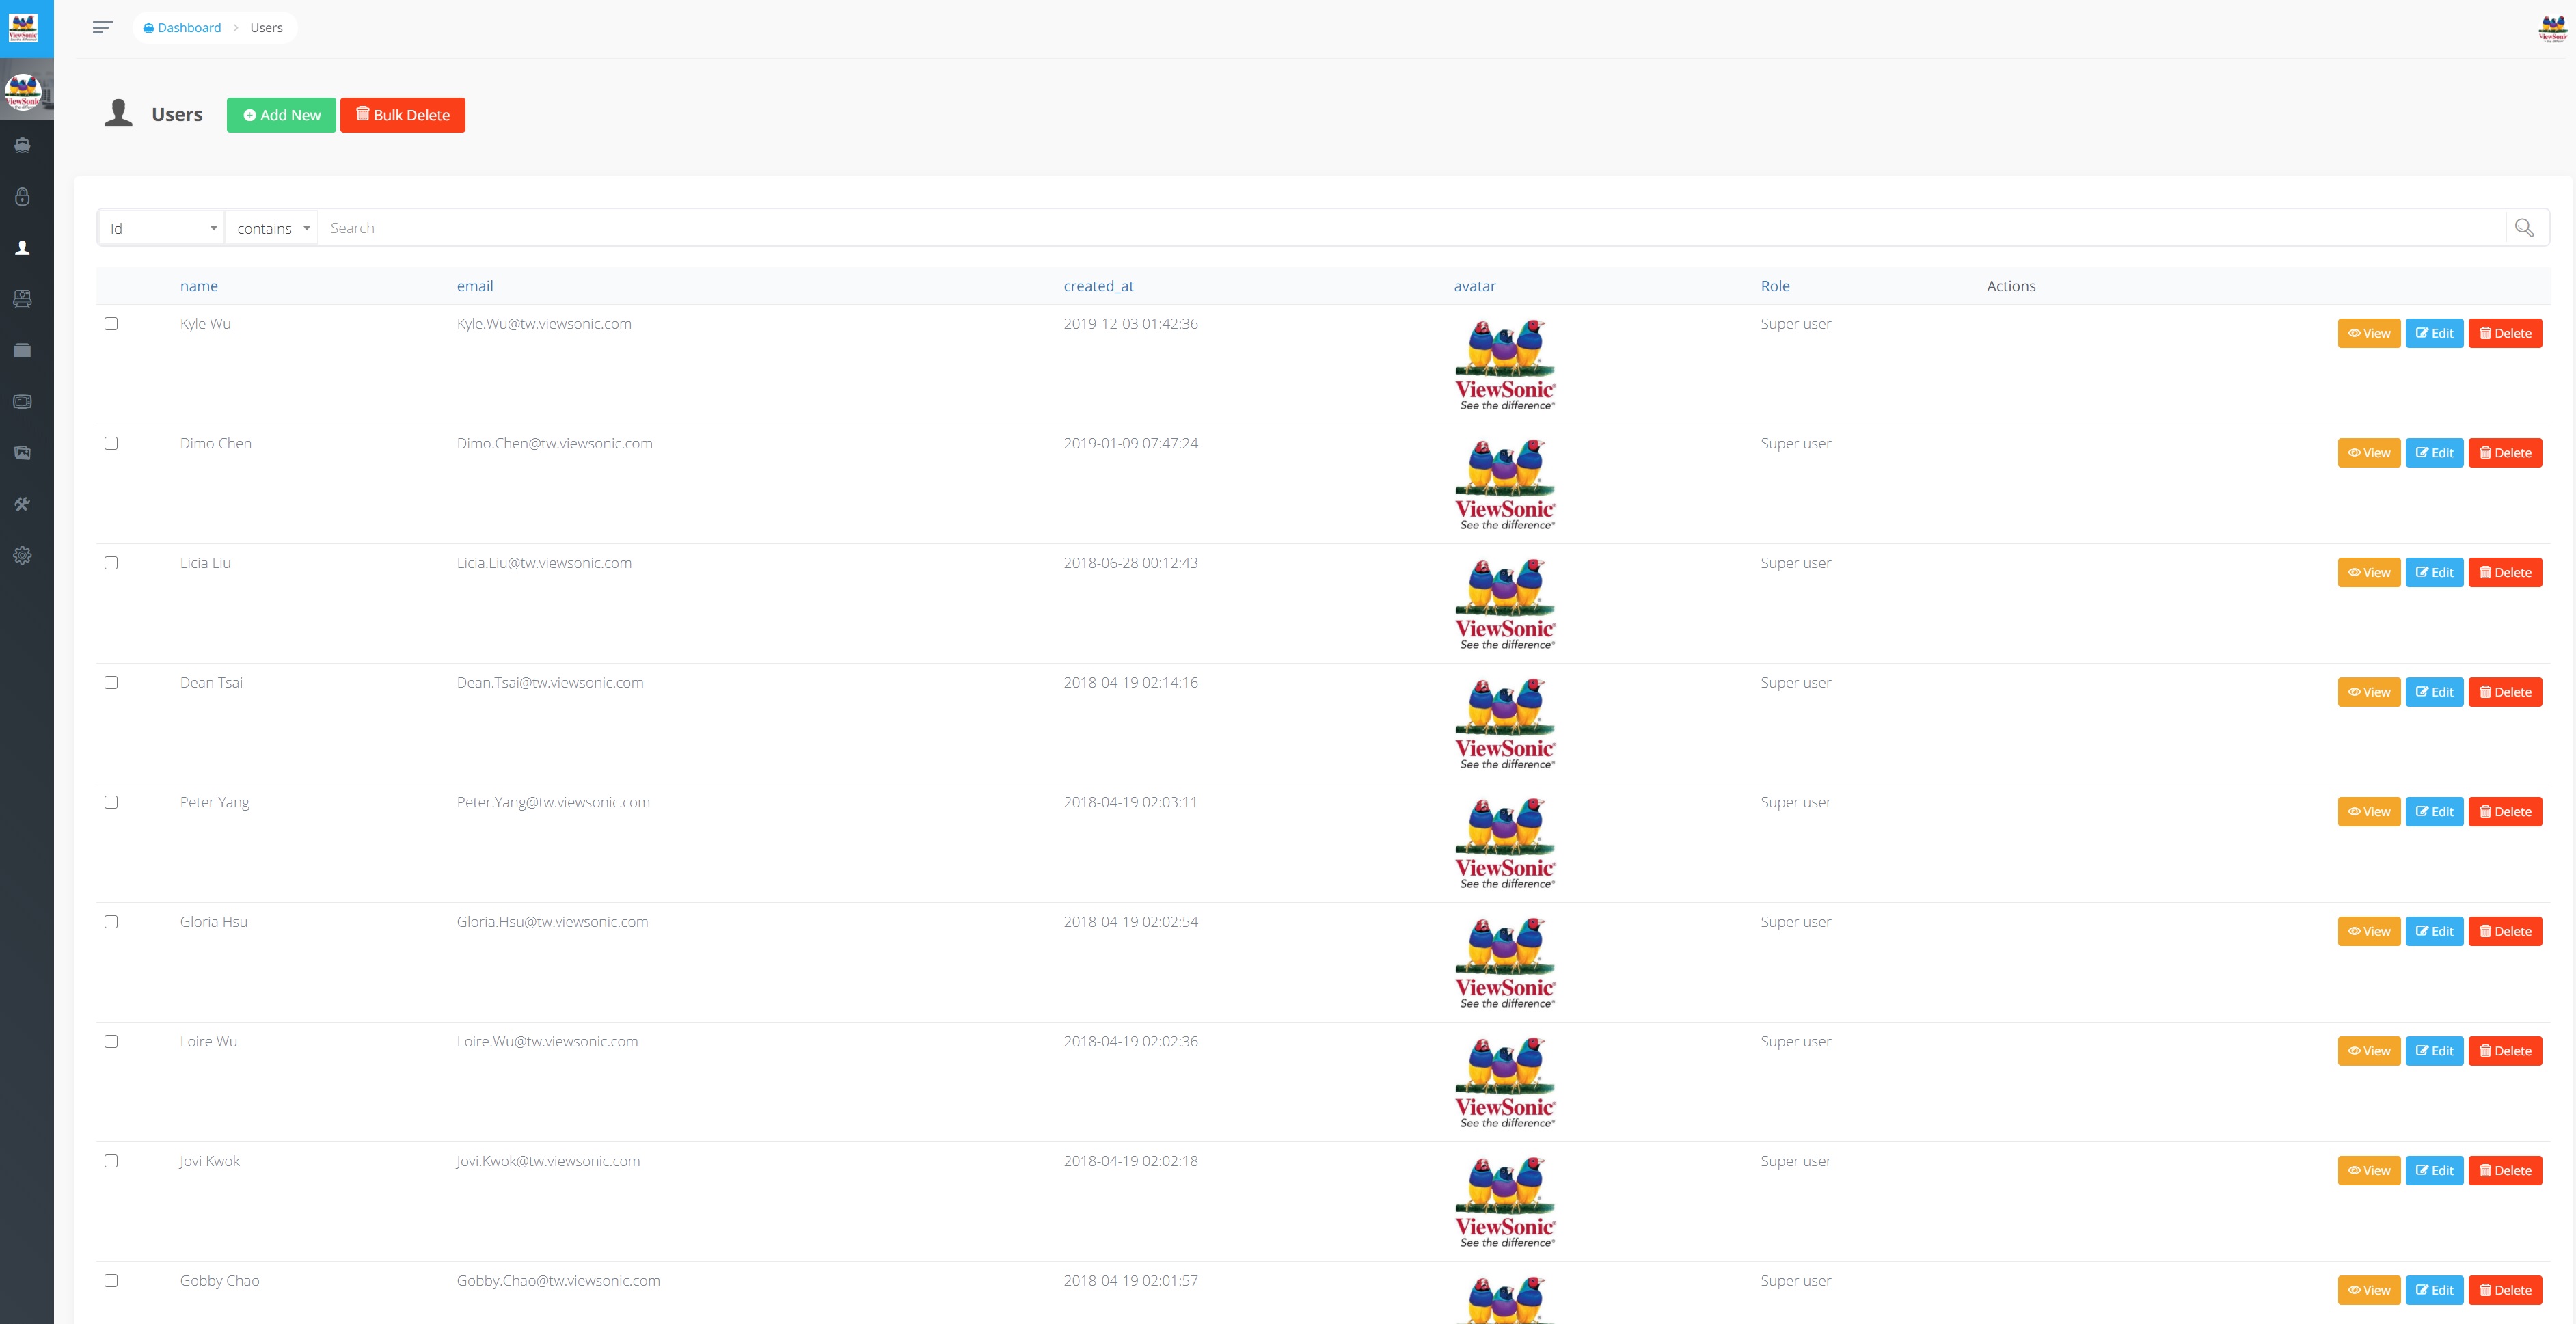 Dashboard > Users
Users Add New Bulk Delete
Id contains Search
name email created_at avatar Role Actions
Kyle Wu Kyle.Wu@tw.viewsonic.com 2019-12-03 01:42:36 Super user View Edit Delete
ViewSonic®
See the difference®
Dimo Chen Dimo.Chen@tw.viewsonic.com 2019-01-09 07:47:24 Super user View Edit Delete
ViewSonic®
See the difference®
Licia Liu Licia.Liu@tw.viewsonic.com 2018-06-28 00:12:43 Super user View Edit Delete
ViewSonic®
See the difference®
Dean Tsai Dean.Tsai@tw.viewsonic.com 2018-04-19 02:14:16 Super user View Edit Delete
ViewSonic®
See the difference®
Peter Yang Peter.Yang@tw.viewsonic.com 2018-04-19 02:03:11 Super user View Edit Delete
ViewSonic®
See the difference®
Gloria Hsu Gloria.Hsu@tw.viewsonic.com 2018-04-19 02:02:54 Super user View Edit Delete
ViewSonic®
See the difference®
Loire Wu Loire.Wu@tw.viewsonic.com 2018-04-19 02:02:36 Super user View Edit Delete
ViewSonic®
See the difference®
Jovi Kwok Jovi.Kwok@tw.viewsonic.com 2018-04-19 02:02:18 Super user View Edit Delete
ViewSonic®
See the difference®
Gobby Chao Gobby.Chao@tw.viewsonic.com 2018-04-19 02:01:57 Super user View Edit Delete